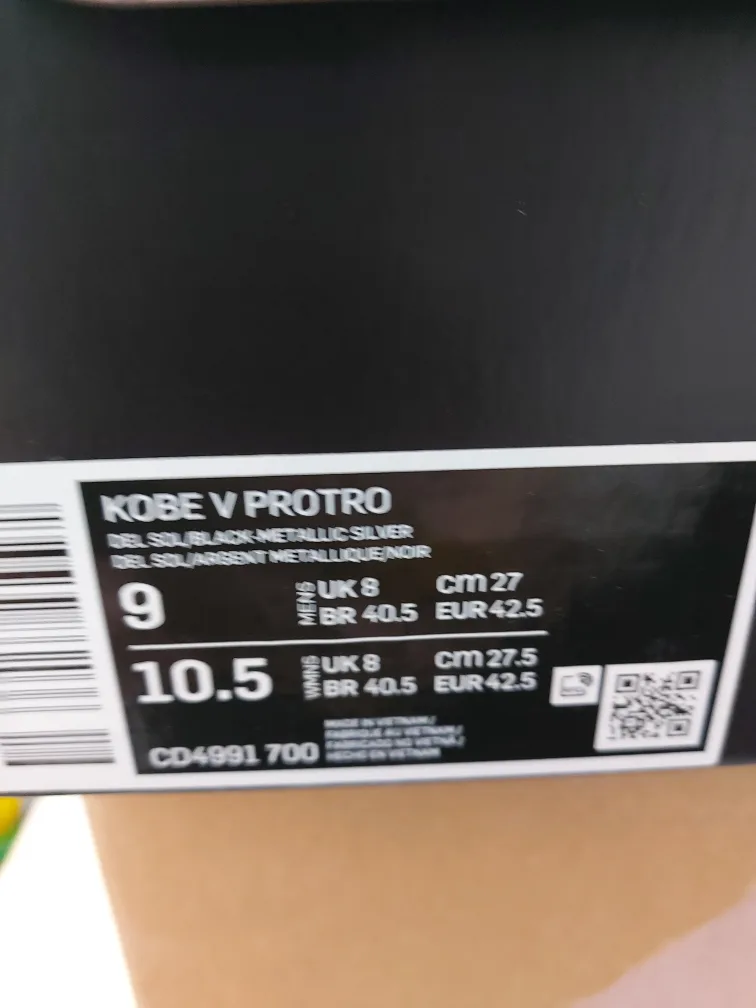 KOBE V PROTRO
DEL SOL/BLACK-METALLIC SILVER
DEL SOL/ARGENT METALLIQUE/NOIR
9 MENS UK 8 cm 27
BR 40.5 EUR 42.5
10.5 WMNS UK 8 cm 27.5
BR 40.5 EUR 42.5
CD4991 700
MADE IN VIETNAM /
FABRIQUE AU VIETNAM /
FABRICADO NO VIETNA /
HECHO EN VIETNAM